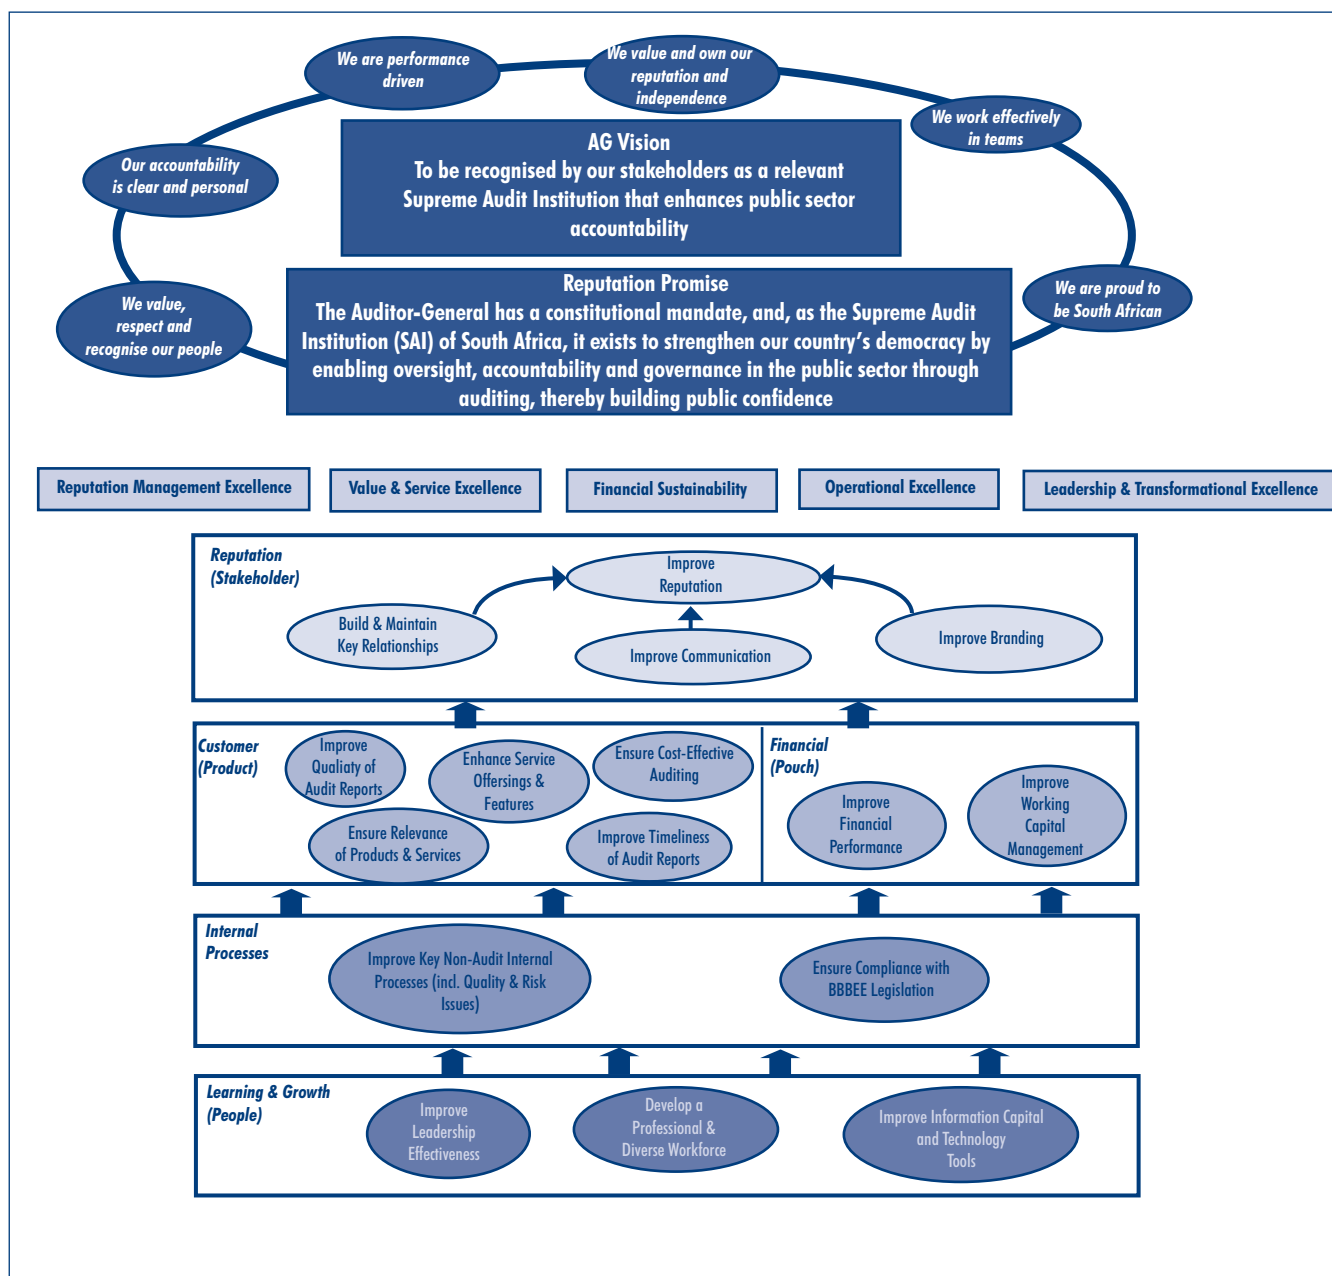 We are performance
driven
We value and own our
reputation and
independence
We work effectively
in teams
Our accountability
is clear and personal
We are proud to
be South African
We value,
respect and
recognise our people
AG Vision
To be recognised by our stakeholders as a relevant
Supreme Audit Institution that enhances public sector
accountability
Reputation Promise
The Auditor-General has a constitutional mandate, and, as the Supreme Audit
Institution (SAI) of South Africa, it exists to strengthen our country's democracy by
enabling oversight, accountability and governance in the public sector through
auditing, thereby building public confidence
Reputation Management Excellence
Value & Service Excellence
Financial Sustainability
Operational Excellence
Leadership & Transformational Excellence
Reputation
(Stakeholder)
Improve
Reputation
Build & Maintain
Key Relationships
Improve Communication
Improve Branding
Customer
(Product)
Improve
Qualiaty of
Audit Reports
Enhance Service
Offersings &
Features
Ensure Cost-Effective
Auditing
Ensure Relevance
of Products & Services
Improve Timeliness
of Audit Reports
Financial
(Pouch)
Improve
Financial
Performance
Improve
Working
Capital
Management
Internal
Processes
Improve Key Non-Audit Internal
Processes (incl. Quality & Risk
Issues)
Ensure Compliance with
BBBEE Legislation
Learning & Growth
(People)
Improve
Leadership
Effectiveness
Develop a
Professional &
Diverse Workforce
Improve Information Capital
and Technology
Tools